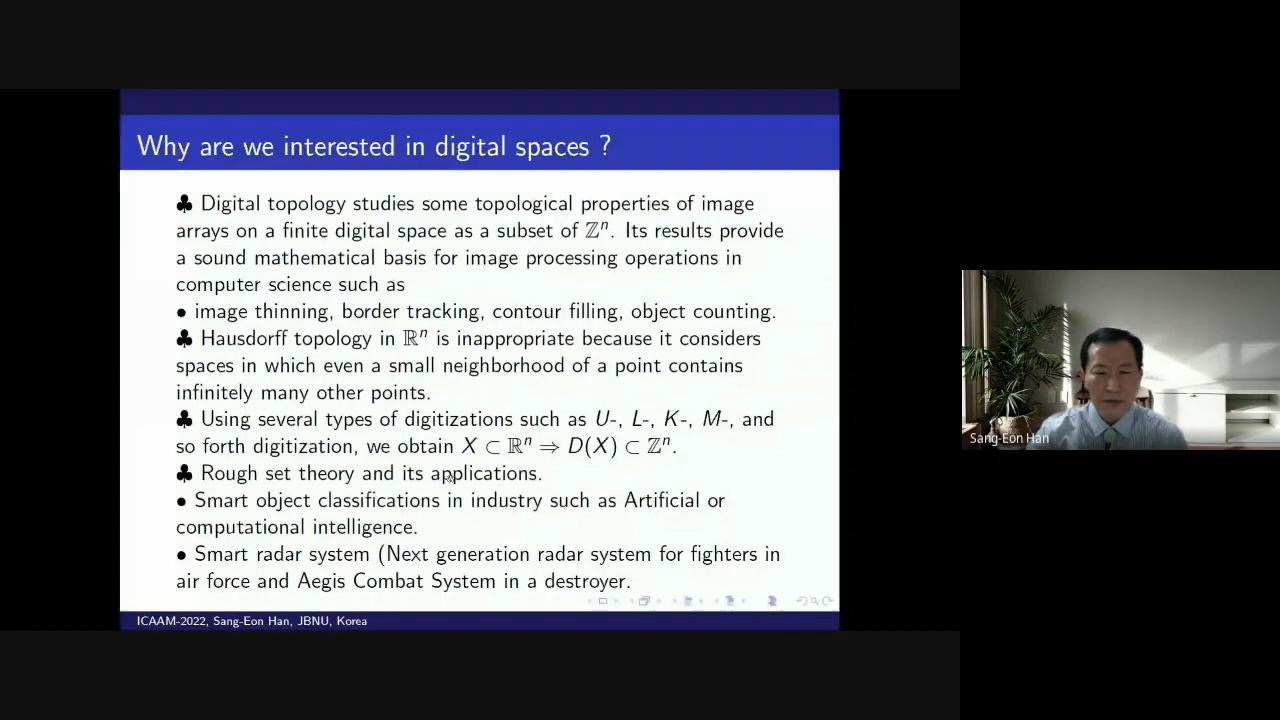 Why are we interested in digital spaces ?
♣ Digital topology studies some topological properties of image
arrays on a finite digital space as a subset of ℤⁿ. Its results provide
a sound mathematical basis for image processing operations in
computer science such as
• image thinning, border tracking, contour filling, object counting.
♣ Hausdorff topology in ℝⁿ is inappropriate because it considers
spaces in which even a small neighborhood of a point contains
infinitely many other points.
♣ Using several types of digitizations such as U-, L-, K-, M-, and
so forth digitization, we obtain X ⊂ ℝⁿ ⇒ D(X) ⊂ ℤⁿ.
♣ Rough set theory and its applications.
• Smart object classifications in industry such as Artificial or
computational intelligence.
• Smart radar system (Next generation radar system for fighters in
air force and Aegis Combat System in a destroyer.
ICAAM-2022, Sang-Eon Han, JBNU, Korea
Sang-Eon Han